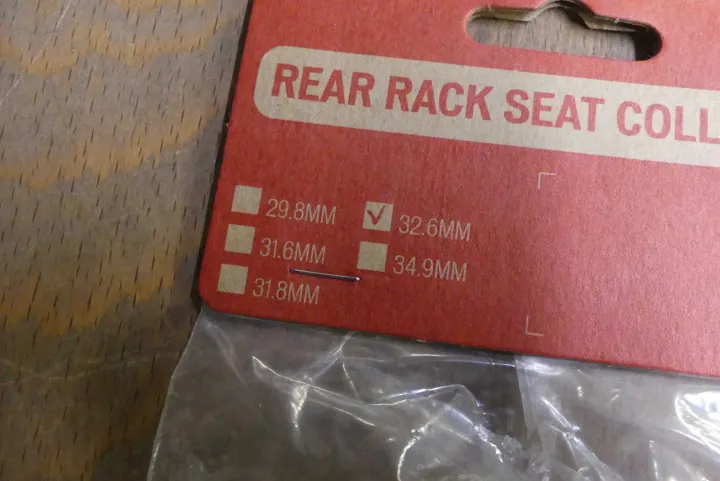 REAR RACK SEAT COLL
29.8MM
31.6MM
31.8MM
32.6MM
34.9MM